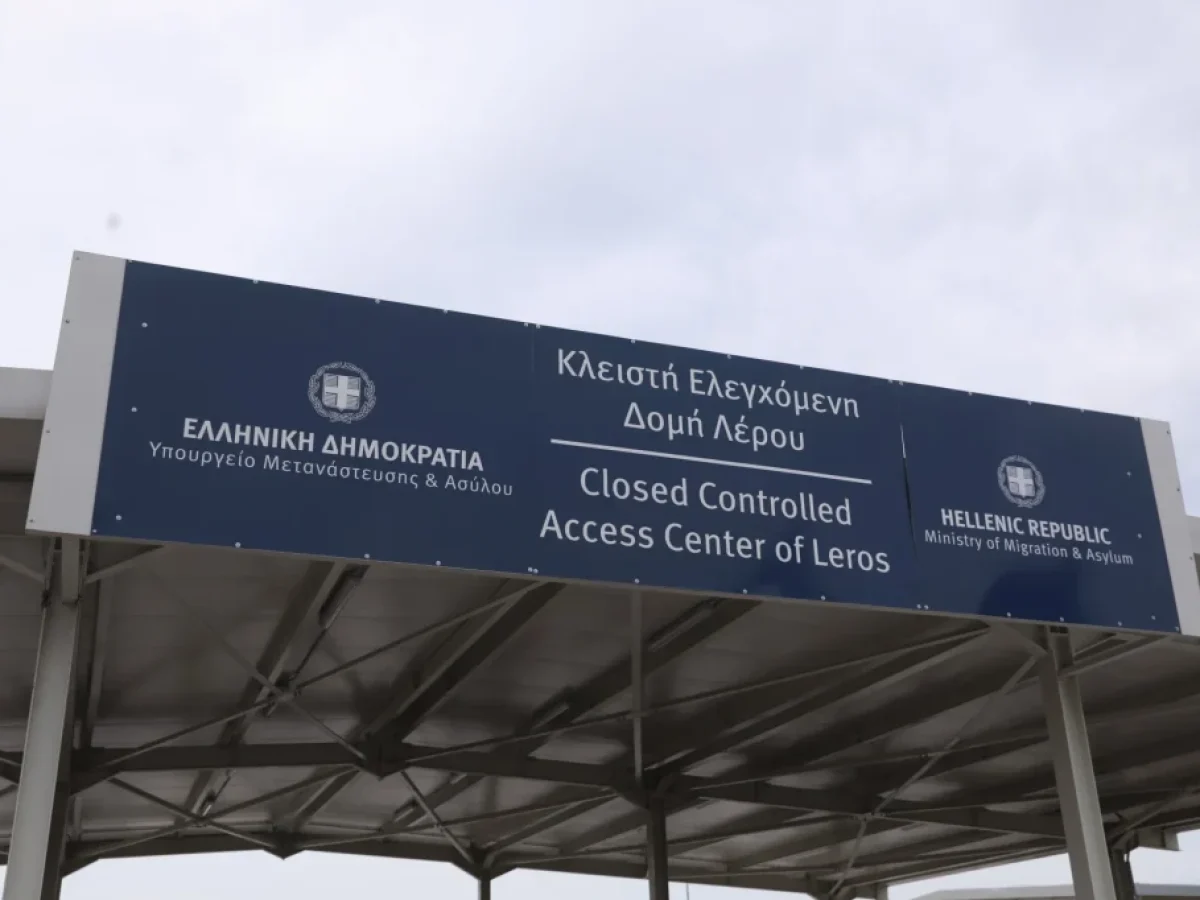 ΕΛΛΗΝΙΚΗ ΔΗΜΟΚΡΑΤΙΑ
Υπουργείο Μετανάστευσης & Ασύλου
Κλειστή Ελεγχόμενη
Δομή Λέρου
Closed Controlled
Access Center of Leros
HELLENIC REPUBLIC
Ministry of Migration & Asylum